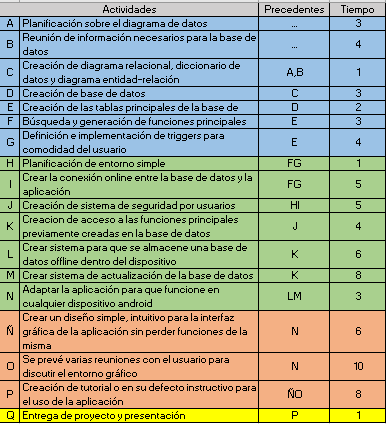 Actividades Precedentes Tiempo
A Planificación sobre el diagrama de datos ... 3
B Reunión de información necesarios para la base de
datos ... 4
C Creación de diagrama relacional, diccionario de
datos y diagrama entidad-relación A,B 1
D Creación de base de datos C 3
E Creación de las tablas principales de la base de D 2
F Búsqueda y generación de funciones principales E 3
G Definición e implementación de triggers para
comodidad del usuario E 4
H Planificación de entorno simple FG 1
I Crear la conexión online entre la base de datos y la
aplicación FG 5
J Creación de sistema de seguridad por usuarios HI 5
K Creacion de acceso a las funciones principales
previamente creadas en la base de datos J 4
L Crear sistema para que se almacene una base de
datos offline dentro del dispositivo K 6
M Crear sistema de actualización de la base de datos K 8
N Adaptar la aplicación para que funcione en
cualquier dispositivo android LM 3
Ñ Crear un diseño simple, intuitivo para la interfaz
gráfica de la aplicación sin perder funciones de la
misma N 6
O Se prevé varias reuniones con el usuario para
discutir el entorno gráfico N 10
P Creación de tutorial o en su defecto instructivo para
el uso de la aplicación ÑO 8
Q Entrega de proyecto y presentación P 1